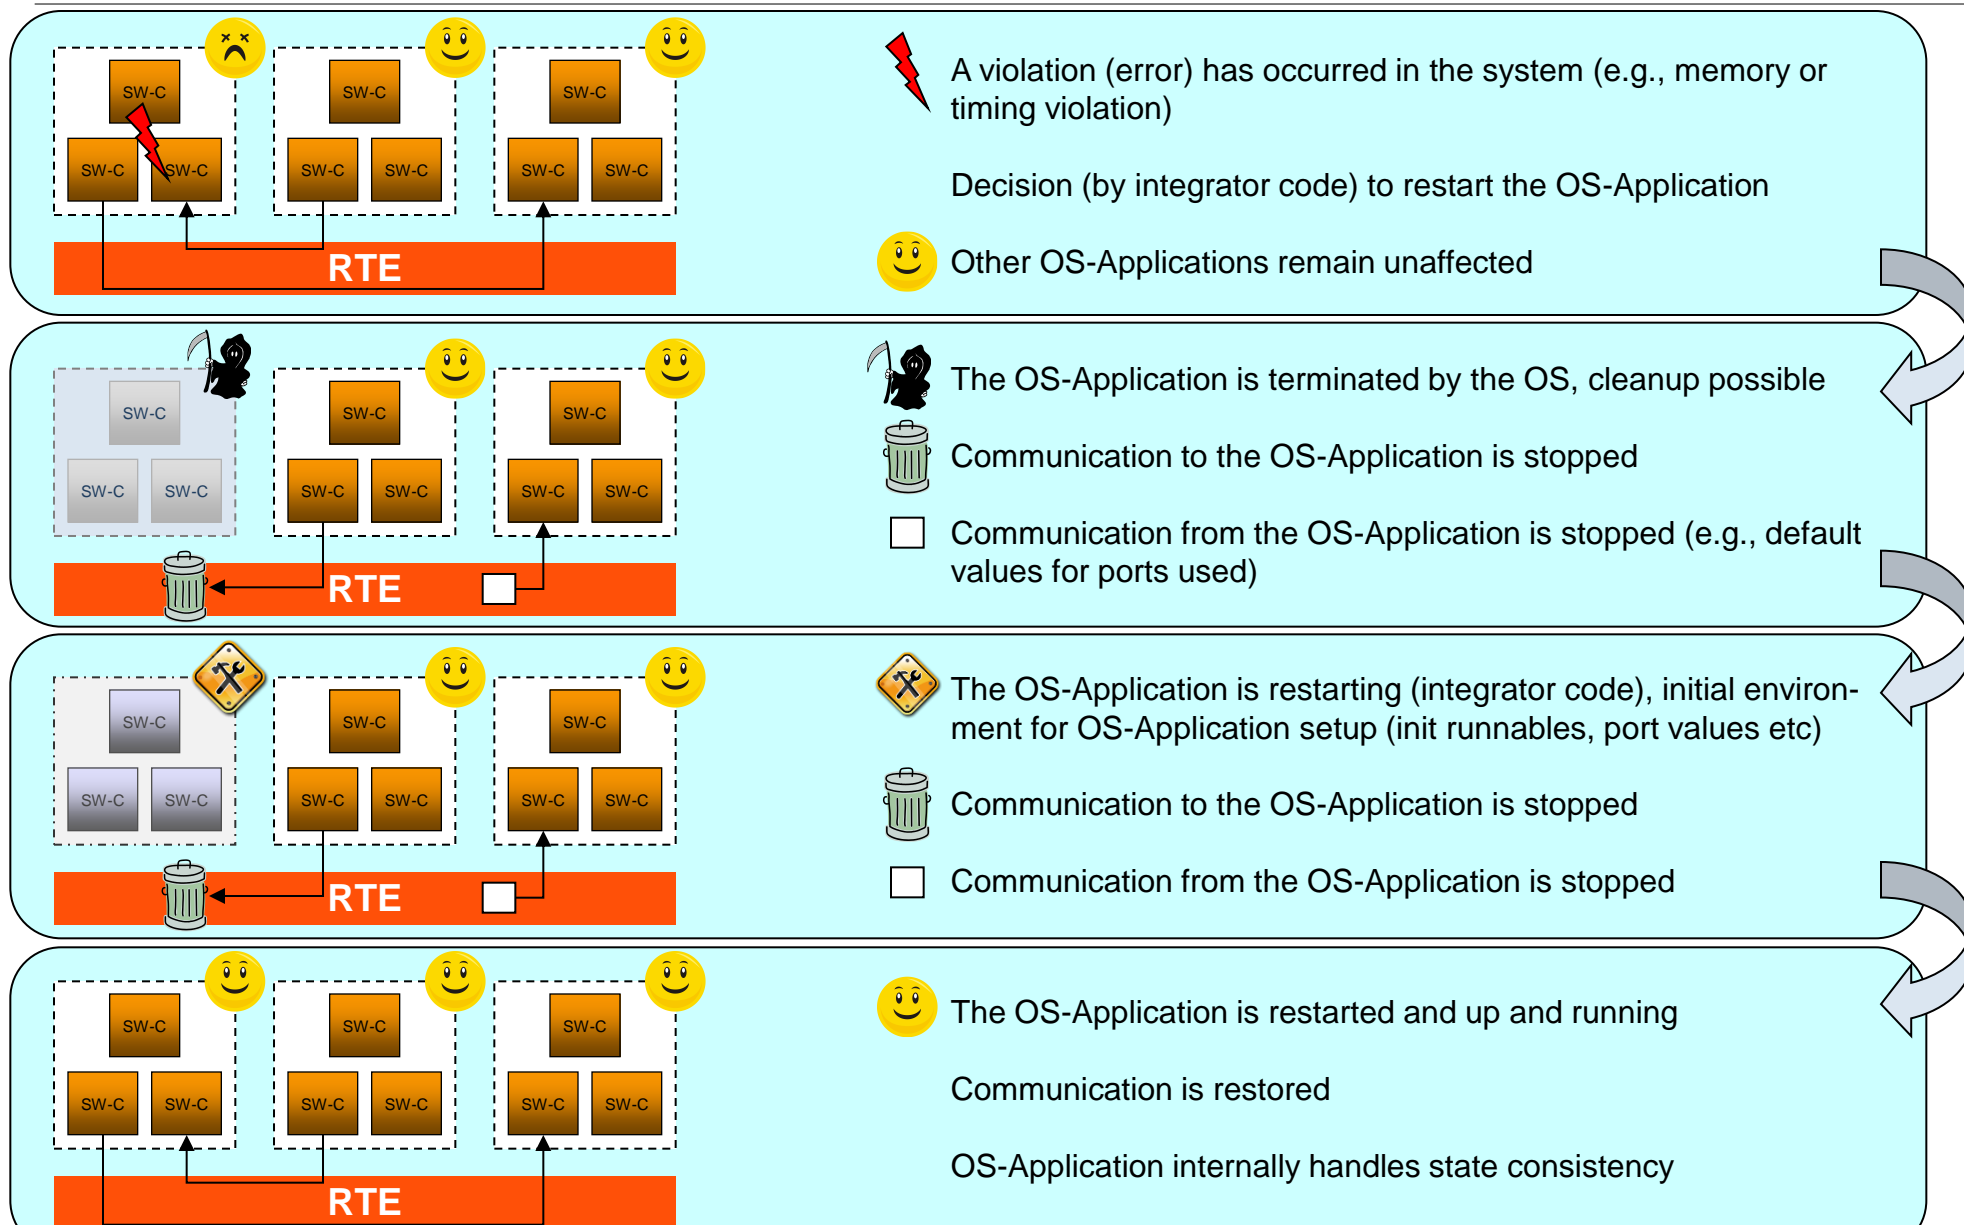 SW-C
SW-C SW-C
SW-C
SW-C SW-C
SW-C
SW-C SW-C
RTE
A violation (error) has occurred in the system (e.g., memory or
timing violation)
Decision (by integrator code) to restart the OS-Application
Other OS-Applications remain unaffected
SW-C
SW-C SW-C
SW-C
SW-C SW-C
SW-C
SW-C SW-C
RTE
The OS-Application is terminated by the OS, cleanup possible
Communication to the OS-Application is stopped
Communication from the OS-Application is stopped (e.g., default
values for ports used)
SW-C
SW-C SW-C
SW-C
SW-C SW-C
SW-C
SW-C SW-C
RTE
The OS-Application is restarting (integrator code), initial environ-
ment for OS-Application setup (init runnables, port values etc)
Communication to the OS-Application is stopped
Communication from the OS-Application is stopped
SW-C
SW-C SW-C
SW-C
SW-C SW-C
SW-C
SW-C SW-C
RTE
The OS-Application is restarted and up and running
Communication is restored
OS-Application internally handles state consistency